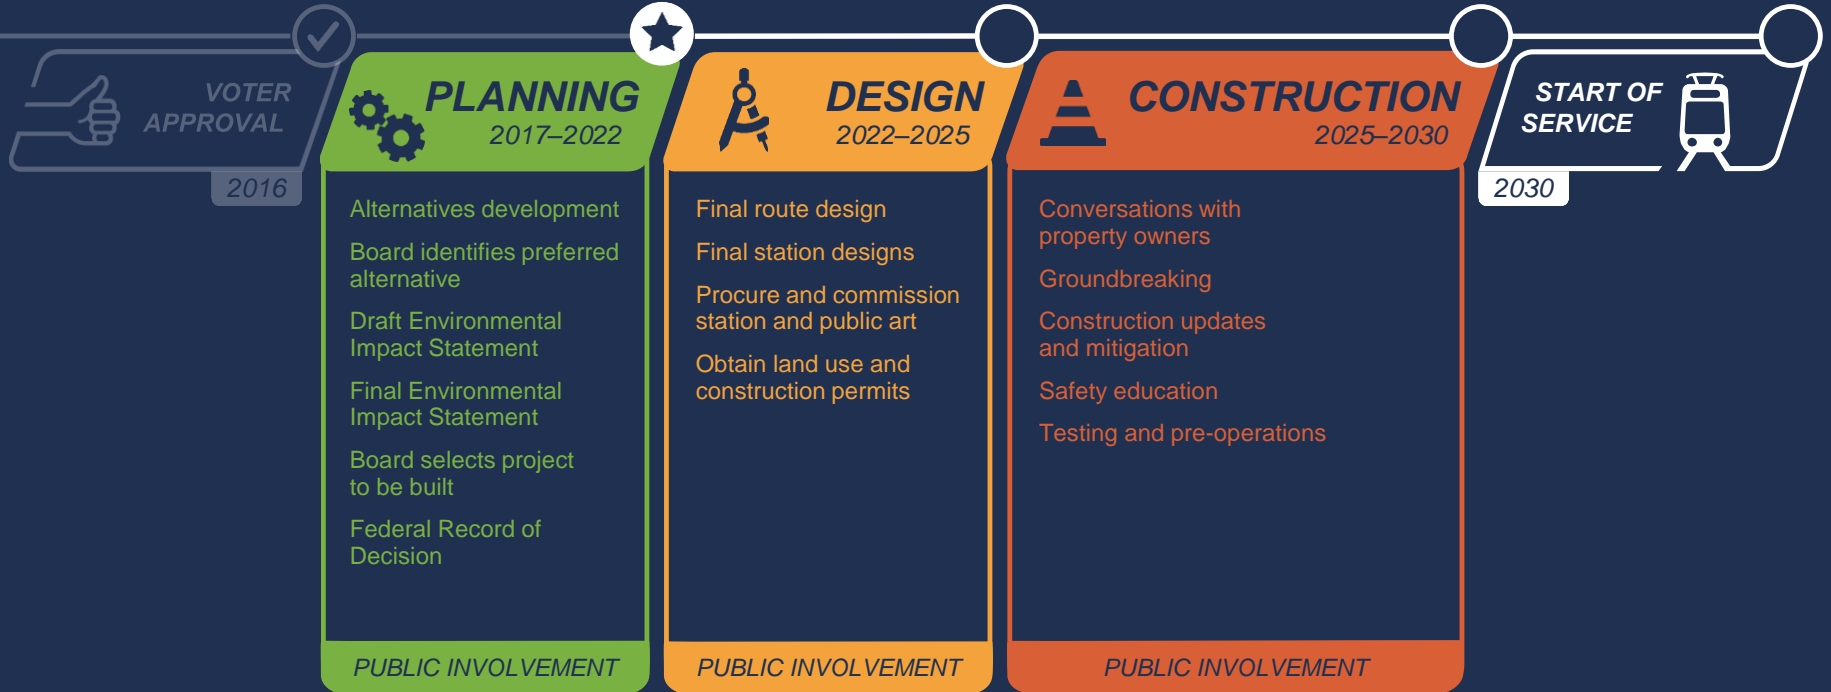 VOTER
APPROVAL
2016
PLANNING
2017–2022
Alternatives development
Board identifies preferred
alternative
Draft Environmental
Impact Statement
Final Environmental
Impact Statement
Board selects project
to be built
Federal Record of
Decision
PUBLIC INVOLVEMENT
DESIGN
2022–2025
Final route design
Final station designs
Procure and commission
station and public art
Obtain land use and
construction permits
PUBLIC INVOLVEMENT
CONSTRUCTION
2025–2030
Conversations with
property owners
Groundbreaking
Construction updates
and mitigation
Safety education
Testing and pre-operations
PUBLIC INVOLVEMENT
START OF
SERVICE
2030